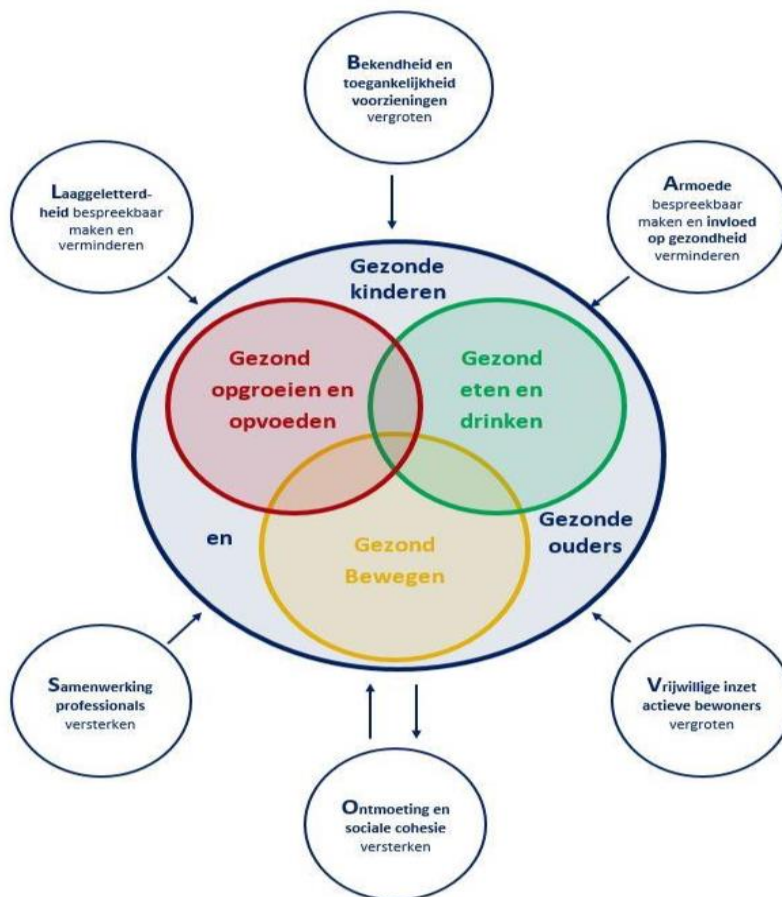 Bekendheid en
toegankelijkheid
voorzieningen
vergroten
Laaggeletterd-
heid bespreekbaar
maken en
verminderen
Armoede
bespreekbaar
maken en invloed
op gezondheid
verminderen
Gezonde
kinderen
Gezond
opgroeien en
opvoeden
Gezond
eten en
drinken
en
Gezond
Bewegen
Gezonde
ouders
Samenwerking
professionals
versterken
Vrijwillige inzet
actieve bewoners
vergroten
Ontmoeting en
sociale cohesie
versterken